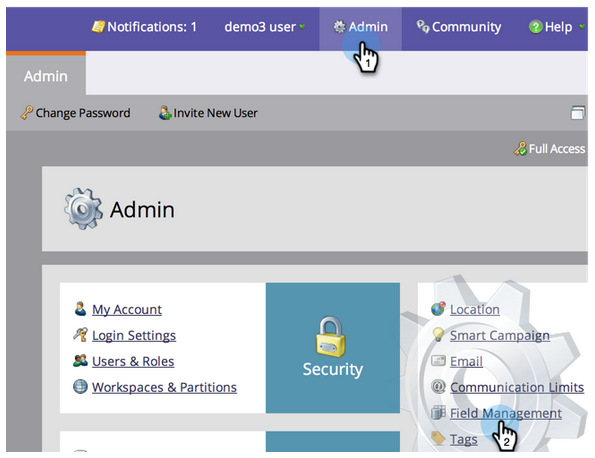 Notifications: 1 demo3 user Admin Community Help
1
Admin
Change Password Invite New User
Full Access
Admin
My Account
Login Settings
Users & Roles
Workspaces & Partitions
Security
Location
Smart Campaign
Email
Communication Limits
Field Management
Tags
2